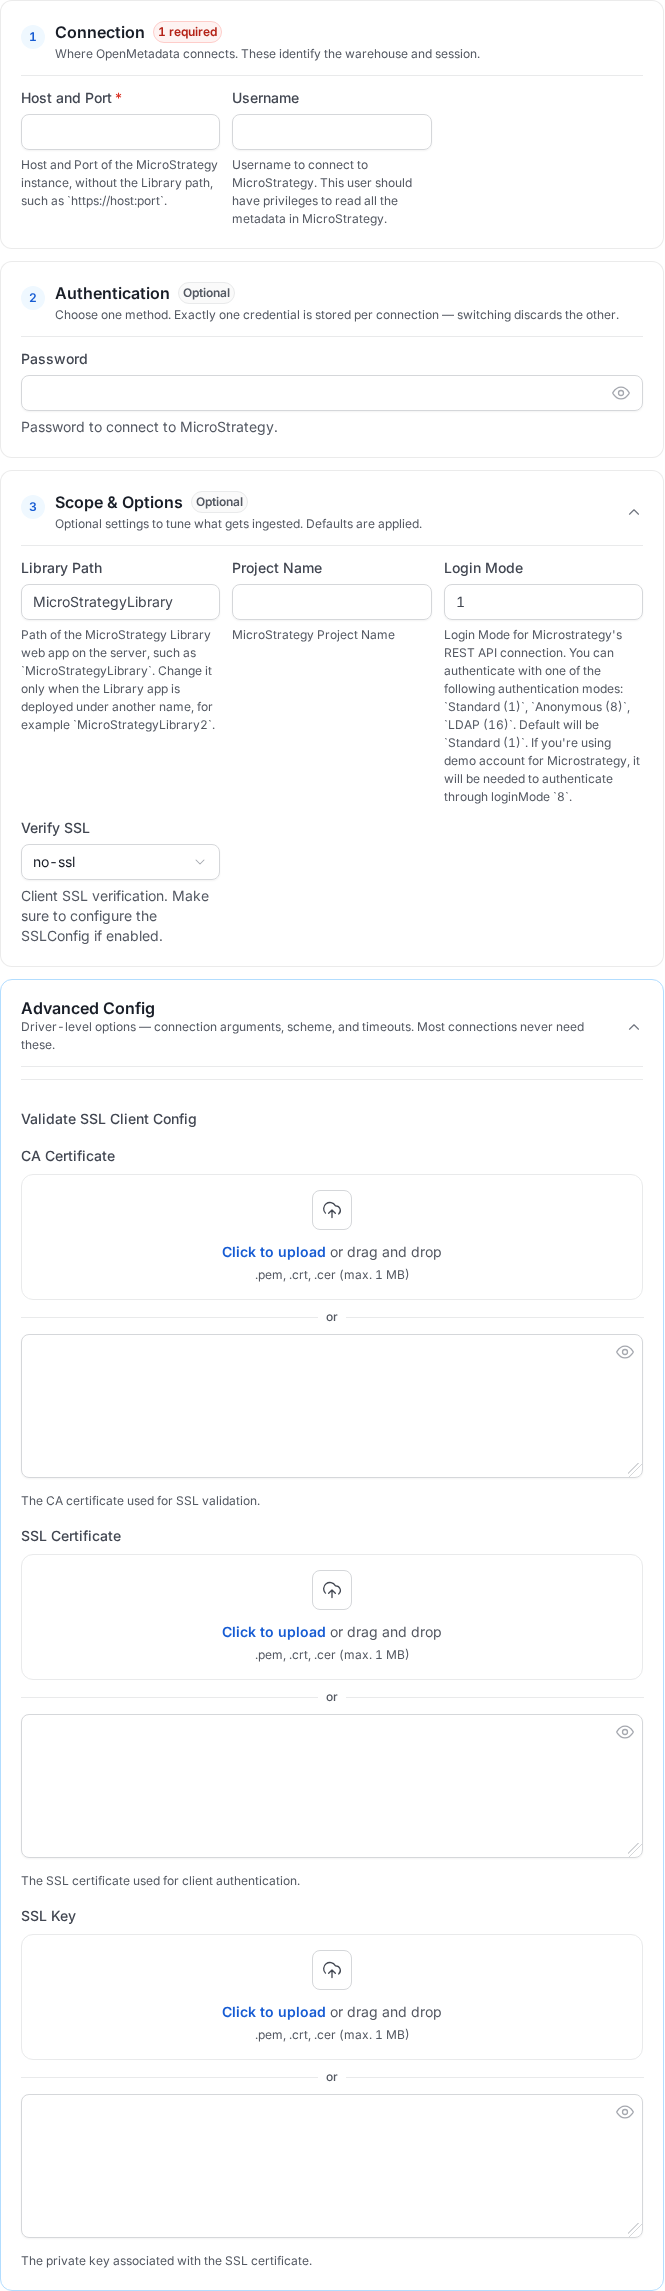 1
Connection
1 required
Where OpenMetadata connects. These identify the warehouse and session.
Host and Port *
Host and Port of the MicroStrategy
instance, without the Library path,
such as `https://host:port`.
Username
Username to connect to
MicroStrategy. This user should
have privileges to read all the
metadata in MicroStrategy.
2
Authentication
Optional
Choose one method. Exactly one credential is stored per connection — switching discards the other.
Password
Password to connect to MicroStrategy.
3
Scope & Options
Optional
Optional settings to tune what gets ingested. Defaults are applied.
Library Path
MicroStrategyLibrary
Path of the MicroStrategy Library
web app on the server, such as
`MicroStrategyLibrary`. Change it
only when the Library app is
deployed under another name, for
example `MicroStrategyLibrary2`.
Project Name
MicroStrategy Project Name
Login Mode
1
Login Mode for Microstrategy's
REST API connection. You can
authenticate with one of the
following authentication modes:
`Standard (1)`, `Anonymous (8)`,
`LDAP (16)`. Default will be
`Standard (1)`. If you're using
demo account for Microstrategy, it
will be needed to authenticate
through loginMode `8`.
Verify SSL
no-ssl
Client SSL verification. Make
sure to configure the
SSLConfig if enabled.
Advanced Config
Driver-level options — connection arguments, scheme, and timeouts. Most connections never need
these.
Validate SSL Client Config
CA Certificate
Click to upload or drag and drop
.pem, .crt, .cer (max. 1 MB)
or
The CA certificate used for SSL validation.
SSL Certificate
Click to upload or drag and drop
.pem, .crt, .cer (max. 1 MB)
or
The SSL certificate used for client authentication.
SSL Key
Click to upload or drag and drop
.pem, .crt, .cer (max. 1 MB)
or
The private key associated with the SSL certificate.